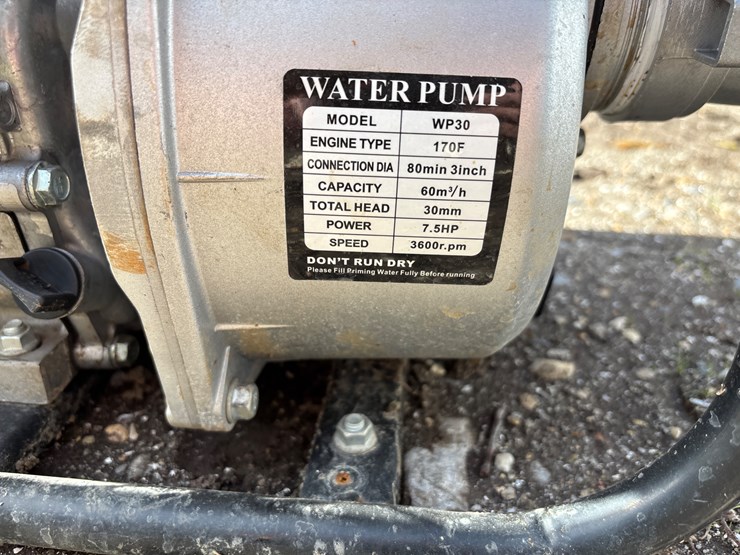 WATER PUMP
MODEL WP30
ENGINE TYPE 170F
CONNECTION DIA 80min 3inch
CAPACITY 60m³/h
TOTAL HEAD 30mm
POWER 7.5HP
SPEED 3600r.pm
DON'T RUN DRY
Please Fill Priming Water Fully Before running